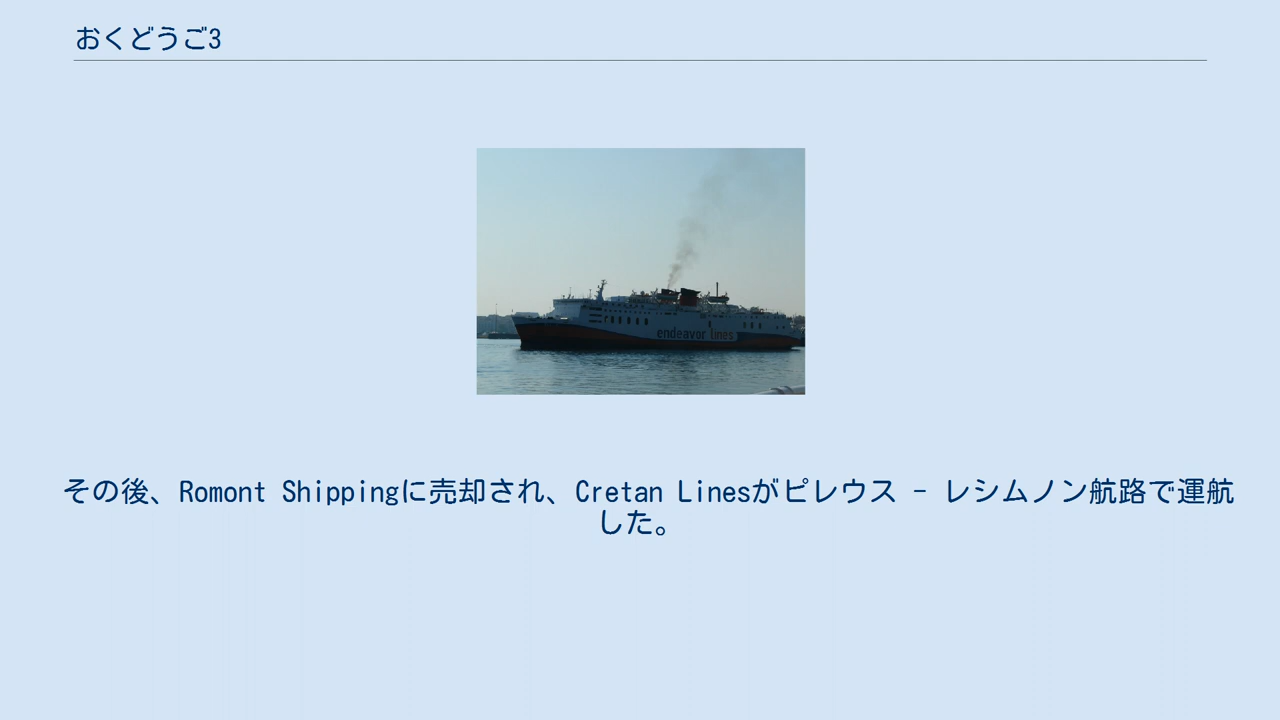 おくどうご3
endeavor lines
その後、Romont Shippingに売却され、Cretan Linesがピレウス - レシムノン航路で運航
した。